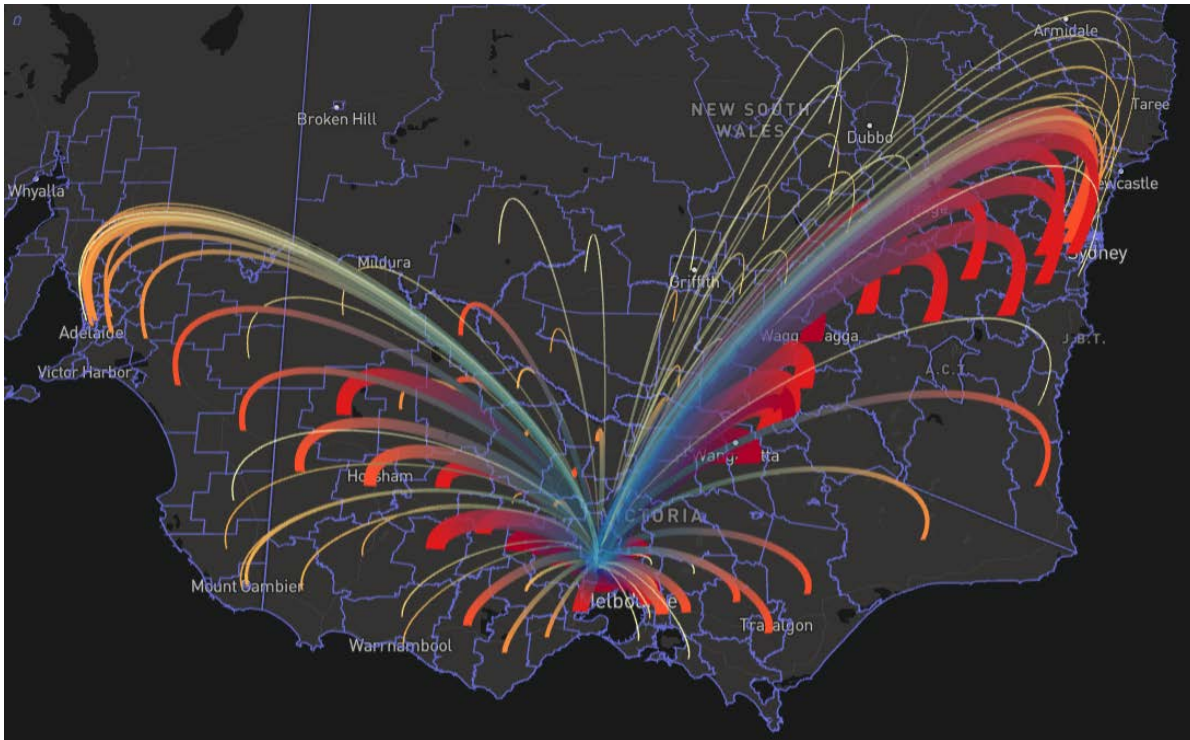 Armidale
Taree
Broken Hill
NEW SOUTH
WALES
Dubbo
Whyalla
Mildura
Griffith
Sydney
Adelaide
Victor Harbor
J.B.T.
A.C.T.
Horsham
Mount Gambier
Traralgon
Warrnambool